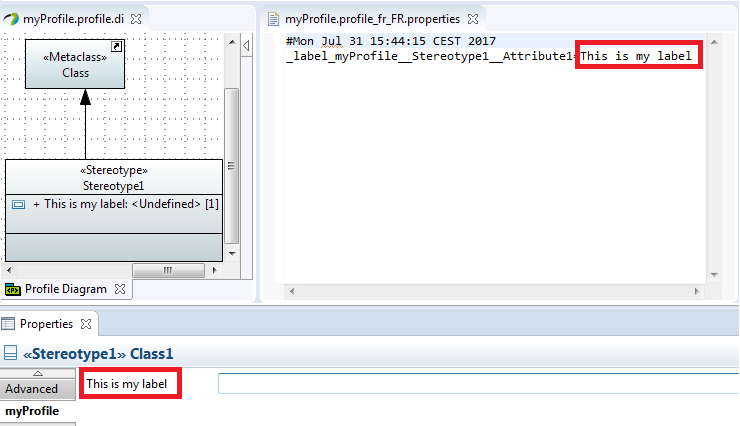 myProfile.profile.di
«Metaclass»
Class
«Stereotype»
Stereotype1
+ This is my label: <Undefined> [1]
Profile Diagram
myProfile.profile_fr_FR.properties
#Mon Jul 31 15:44:15 CEST 2017
_label_myProfile__Stereotype1__Attribute1=This is my label
Properties
«Stereotype» Class1
Advanced
This is my label
myProfile